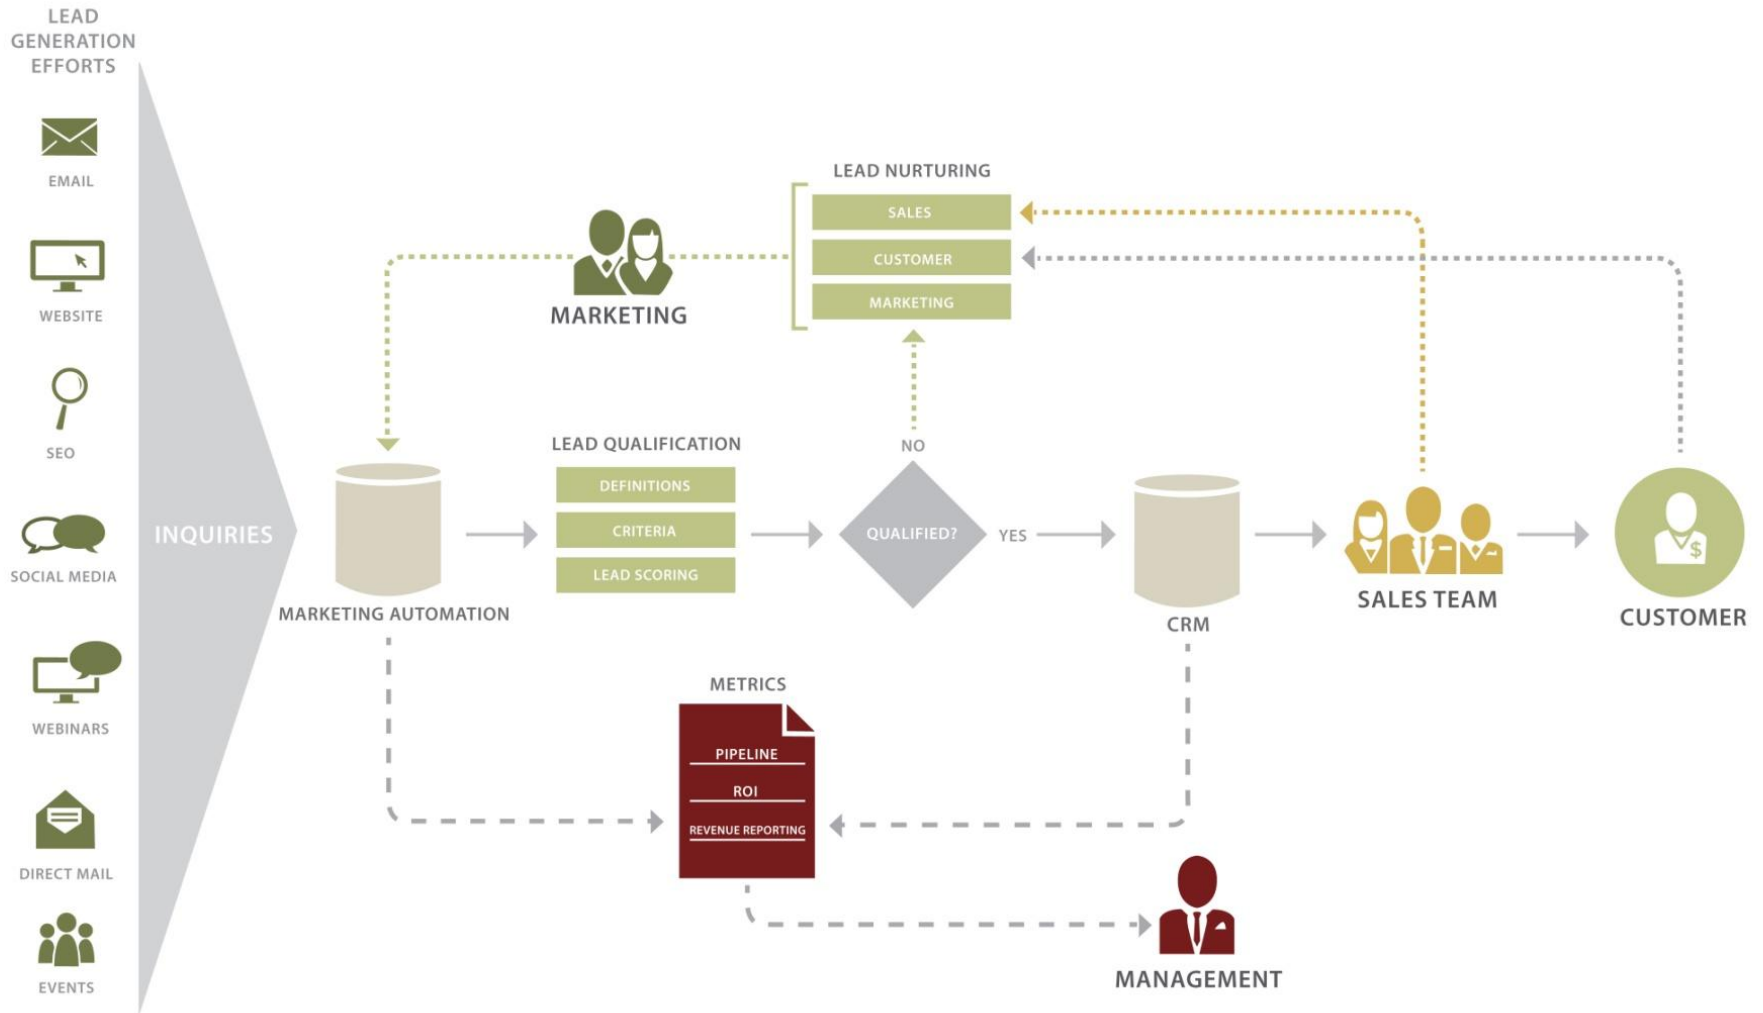 LEAD
GENERATION
EFFORTS
EMAIL
WEBSITE
SEO
SOCIAL MEDIA
WEBINARS
DIRECT MAIL
EVENTS
INQUIRIES
MARKETING AUTOMATION
MARKETING
LEAD QUALIFICATION
DEFINITIONS
CRITERIA
LEAD SCORING
LEAD NURTURING
SALES
CUSTOMER
MARKETING
NO
QUALIFIED?
YES
CRM
SALES TEAM
$
CUSTOMER
METRICS
PIPELINE
ROI
REVENUE REPORTING
MANAGEMENT